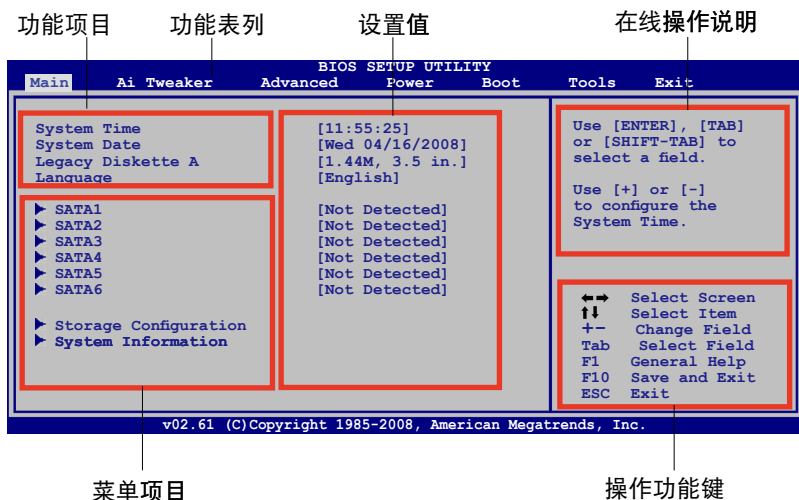 功能项目 功能表列 设置值 在线操作说明
BIOS SETUP UTILITY
Main Ai Tweaker Advanced Power Boot Tools Exit
System Time [11:55:25]
System Date [Wed 04/16/2008]
Legacy Diskette A [1.44M, 3.5 in.]
Language [English]
SATA1 [Not Detected]
SATA2 [Not Detected]
SATA3 [Not Detected]
SATA4 [Not Detected]
SATA5 [Not Detected]
SATA6 [Not Detected]
Storage Configuration
System Information
Use [ENTER], [TAB]
or [SHIFT-TAB] to
select a field.
Use [+] or [-]
to configure the
System Time.
←→ Select Screen
↑↓ Select Item
+- Change Field
Tab Select Field
F1 General Help
F10 Save and Exit
ESC Exit
v02.61 (C)Copyright 1985-2008, American Megatrends, Inc.
菜单项目 操作功能键